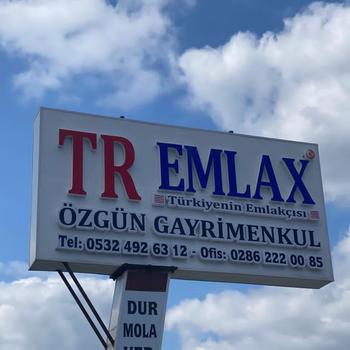 TR EMLAX
Türkiyenin Emlakçısı
ÖZGÜN GAYRİMENKUL
Tel: 0532 492 63 12 - Ofis: 0286 222 00 85
DUR
MOLA
VER